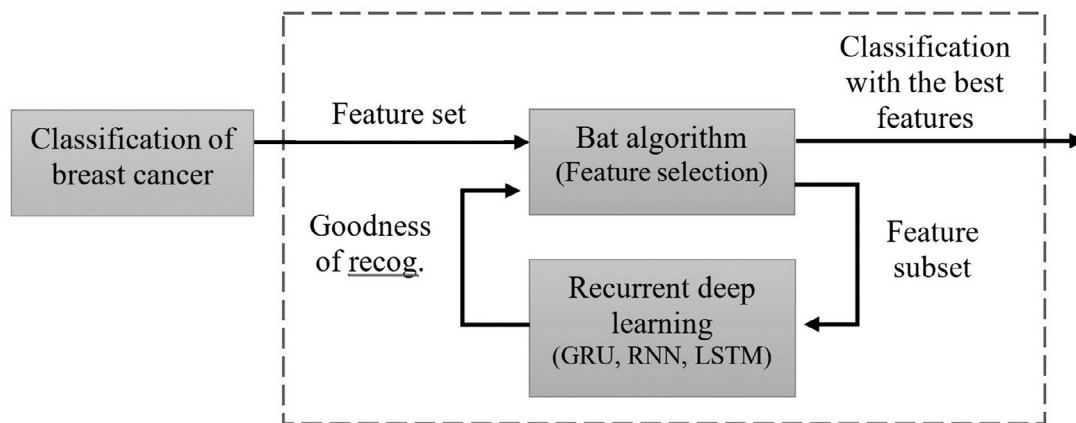 Classification of
breast cancer
Feature set
Bat algorithm
(Feature selection)
Classification
with the best
features
Goodness
of recog.
Feature
subset
Recurrent deep
learning
(GRU, RNN, LSTM)